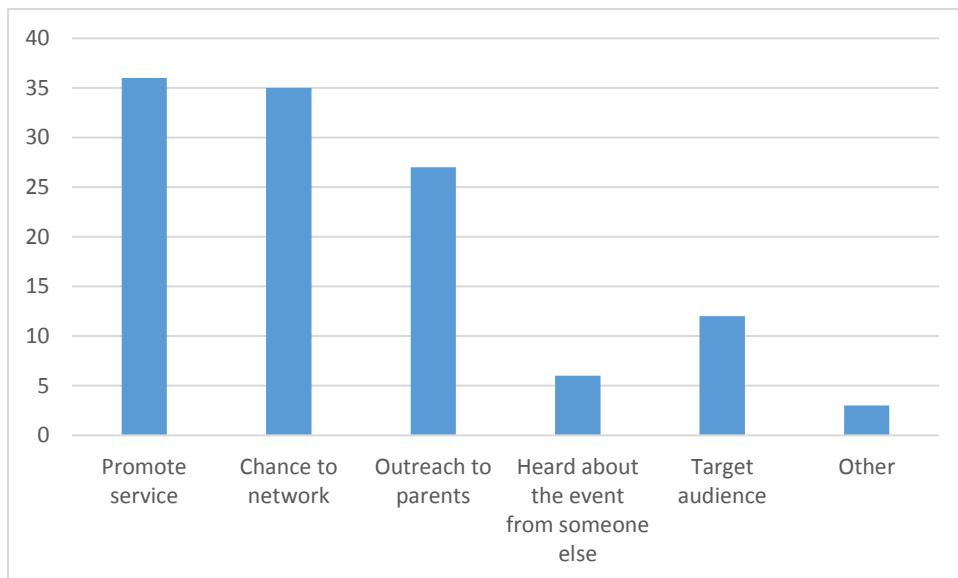 40
35
30
25
20
15
10
5
0
Promote
service
Chance to
network
Outreach to
parents
Heard about
the event
from someone
else
Target
audience
Other